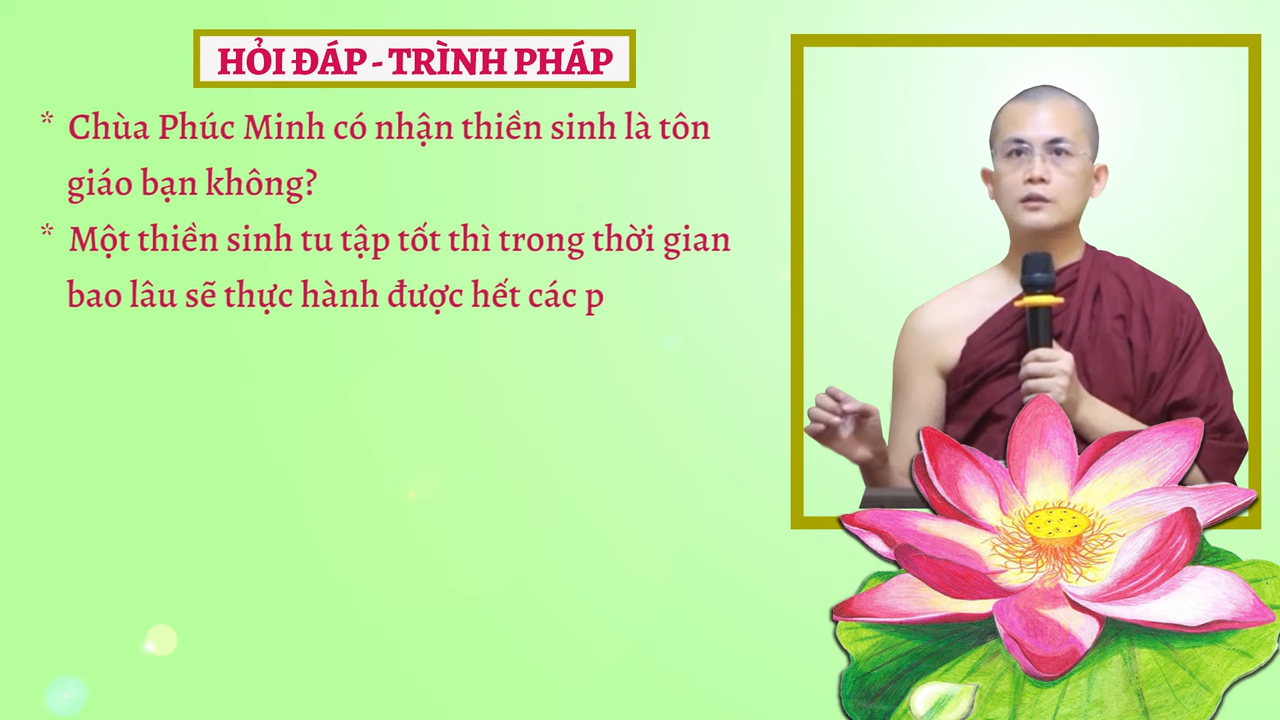 HỎI ĐÁP - TRÌNH PHÁP
* Chùa Phúc Minh có nhận thiền sinh là tôn
giáo bạn không?
* Một thiền sinh tu tập tốt thì trong thời gian
bao lâu sẽ thực hành được hết các p